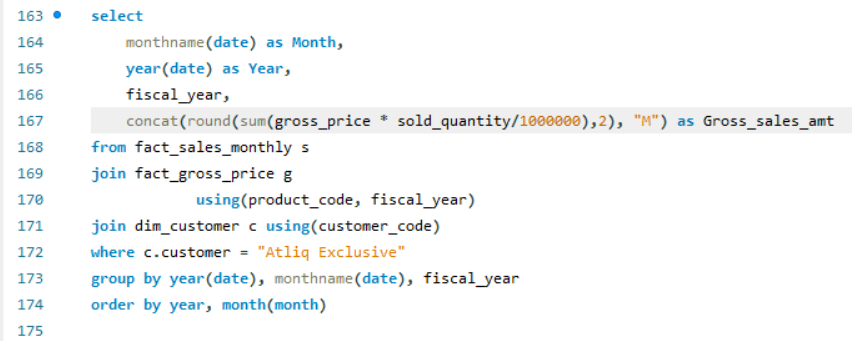 163 select
164 monthname(date) as Month,
165 year(date) as Year,
166 fiscal_year,
167 concat(round(sum(gross_price * sold_quantity/1000000),2), "M") as Gross_sales_amt
168 from fact_sales_monthly s
169 join fact_gross_price g
170 using(product_code, fiscal_year)
171 join dim_customer c using(customer_code)
172 where c.customer = "Atliq Exclusive"
173 group by year(date), monthname(date), fiscal_year
174 order by year, month(month)
175